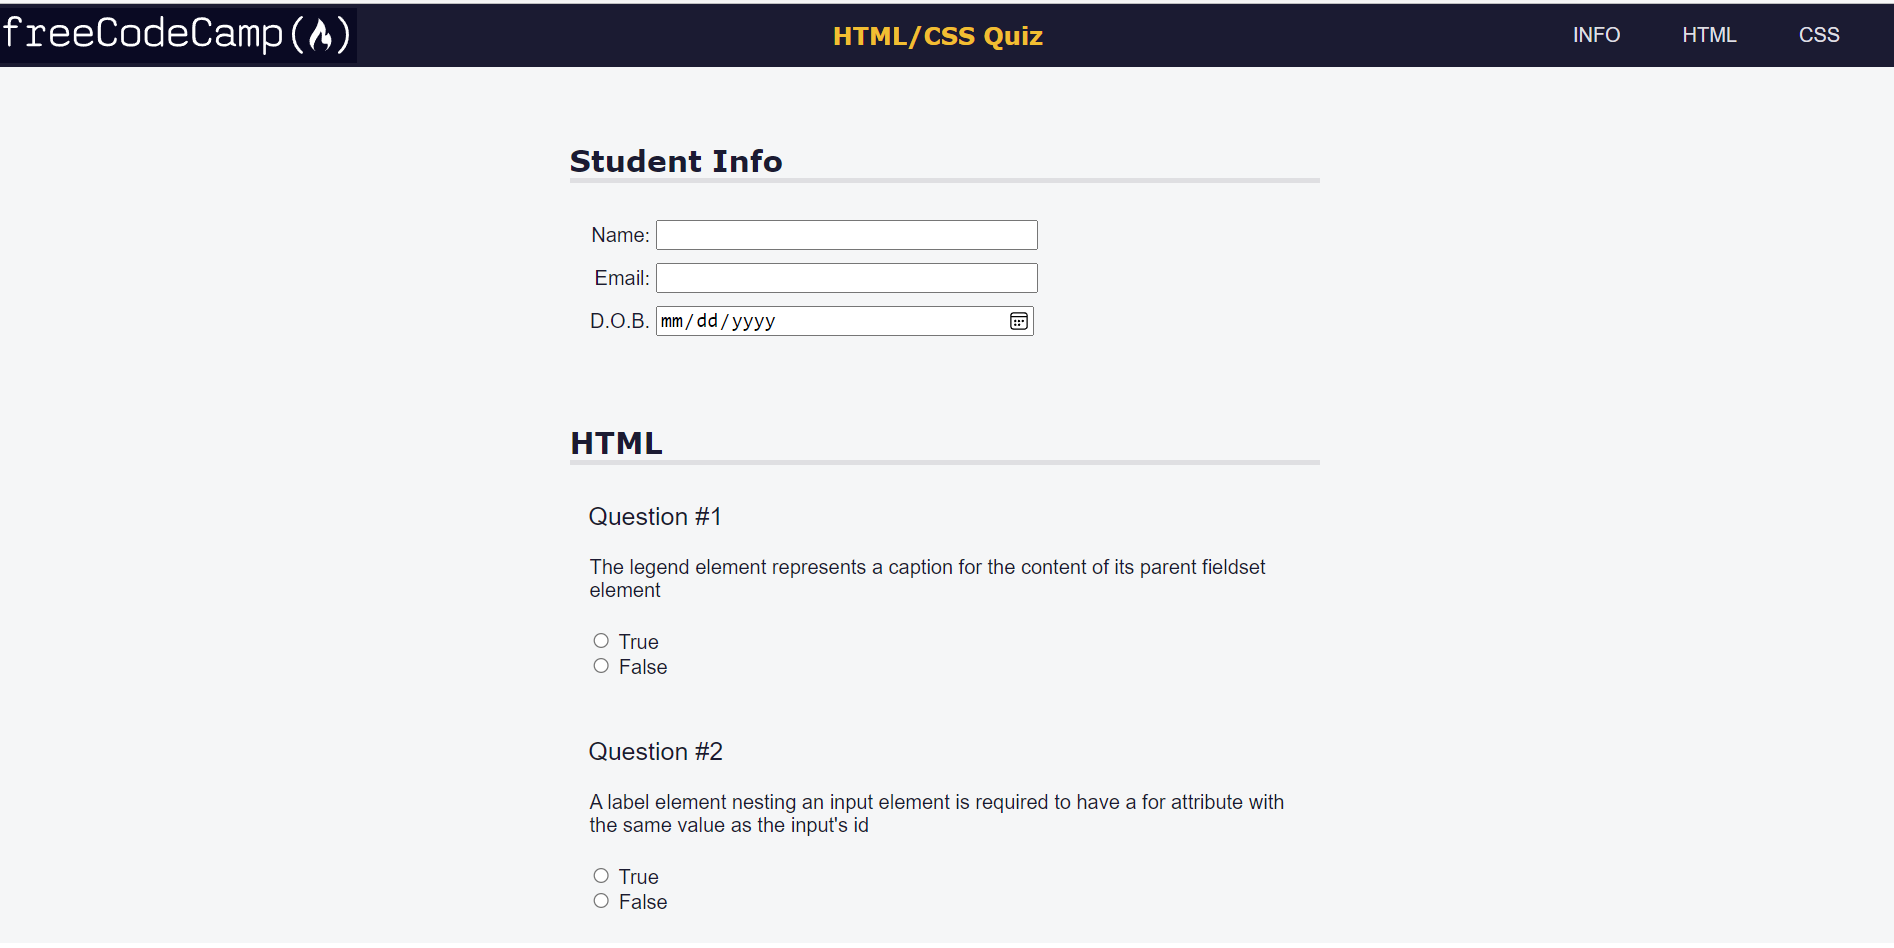 freeCodeCamp(🔥)
HTML/CSS Quiz
INFO
HTML
CSS
Student Info
Name:
Email:
D.O.B. mm/dd/yyyy
HTML
Question #1
The legend element represents a caption for the content of its parent fieldset
element
True
False
Question #2
A label element nesting an input element is required to have a for attribute with
the same value as the input's id
True
False